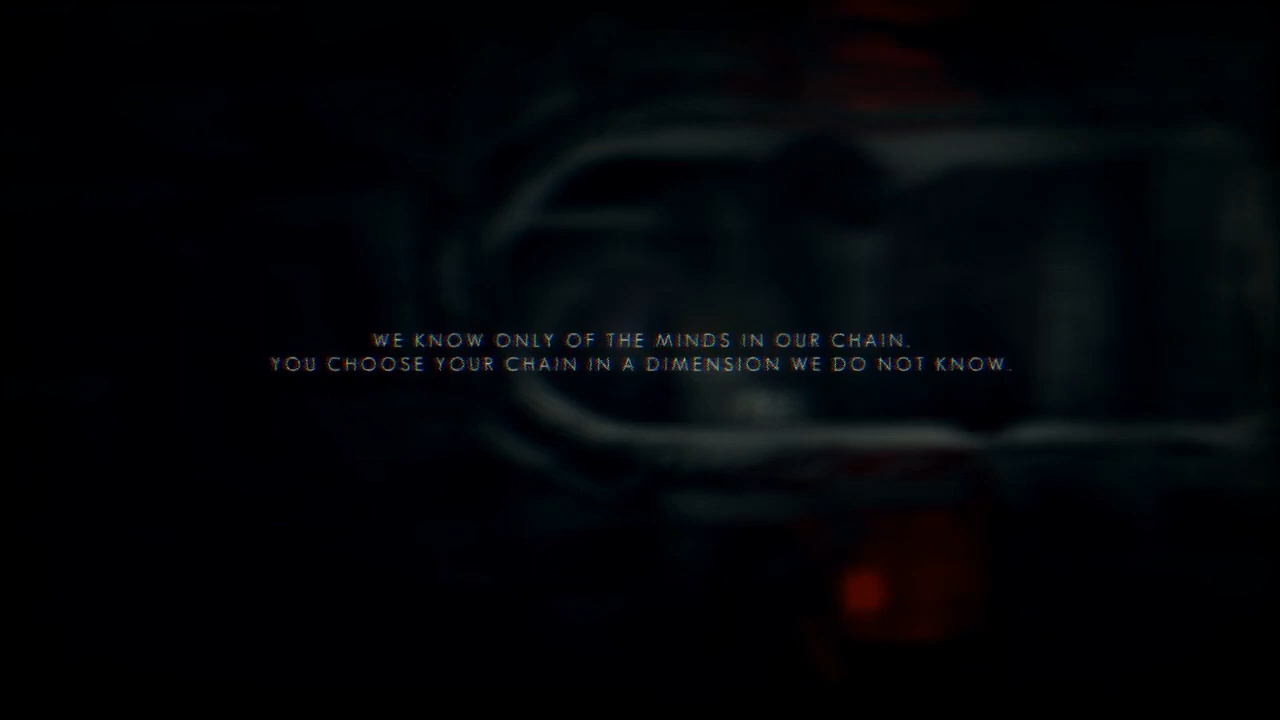 WE KNOW ONLY OF THE MINDS IN OUR CHAIN.
YOU CHOOSE YOUR CHAIN IN A DIMENSION WE DO NOT KNOW.